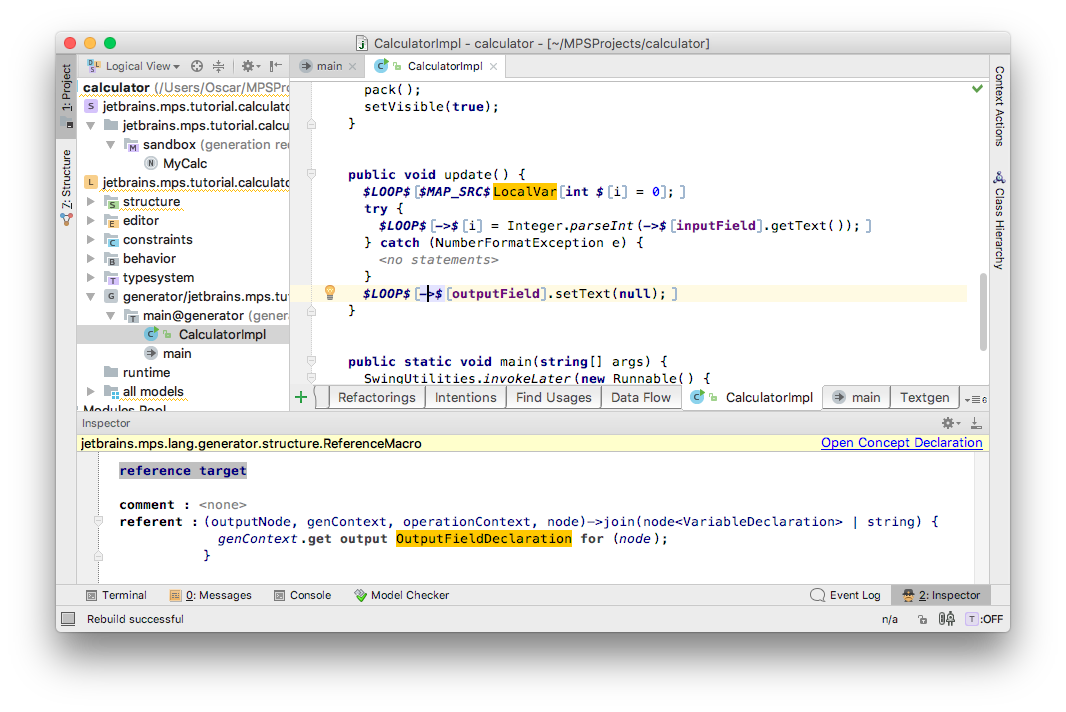 CalculatorImpl - calculator - [~/MPSProjects/calculator]
1: Project
Z: Structure
Logical View
calculator (/Users/Oscar/MPSPro
S jetbrains.mps.tutorial.calculato
jetbrains.mps.tutorial.calcu
M sandbox (generation req
N MyCalc
L jetbrains.mps.tutorial.calculato
S structure
E editor
C constraints
B behavior
T typesystem
G generator/jetbrains.mps.tu
T main@generator (gener
C CalculatorImpl
main
runtime
all models
Modules Pool
main
C CalculatorImpl
pack();
setVisible(true);
}
public void update() {
$LOOP$[$MAP_SRC$LocalVar[int $[i] = 0];]
try {
$LOOP$[->$[i] = Integer.parseInt(->$[inputField].getText());]
} catch (NumberFormatException e) {
<no statements>
}
$LOOP$[->$[outputField].setText(null);]
}
public static void main(string[] args) {
SwingUtilities.invokeLater(new Runnable() {
Refactorings Intentions Find Usages Data Flow C CalculatorImpl main Textgen 6
Context Actions
Class Hierarchy
Inspector
jetbrains.mps.lang.generator.structure.ReferenceMacro Open Concept Declaration
reference target
comment : <none>
referent : (outputNode, genContext, operationContext, node)->join(node<VariableDeclaration> | string) {
genContext.get output OutputFieldDeclaration for (node);
}
Terminal 0: Messages Console Model Checker Event Log 2: Inspector
Rebuild successful n/a T :OFF